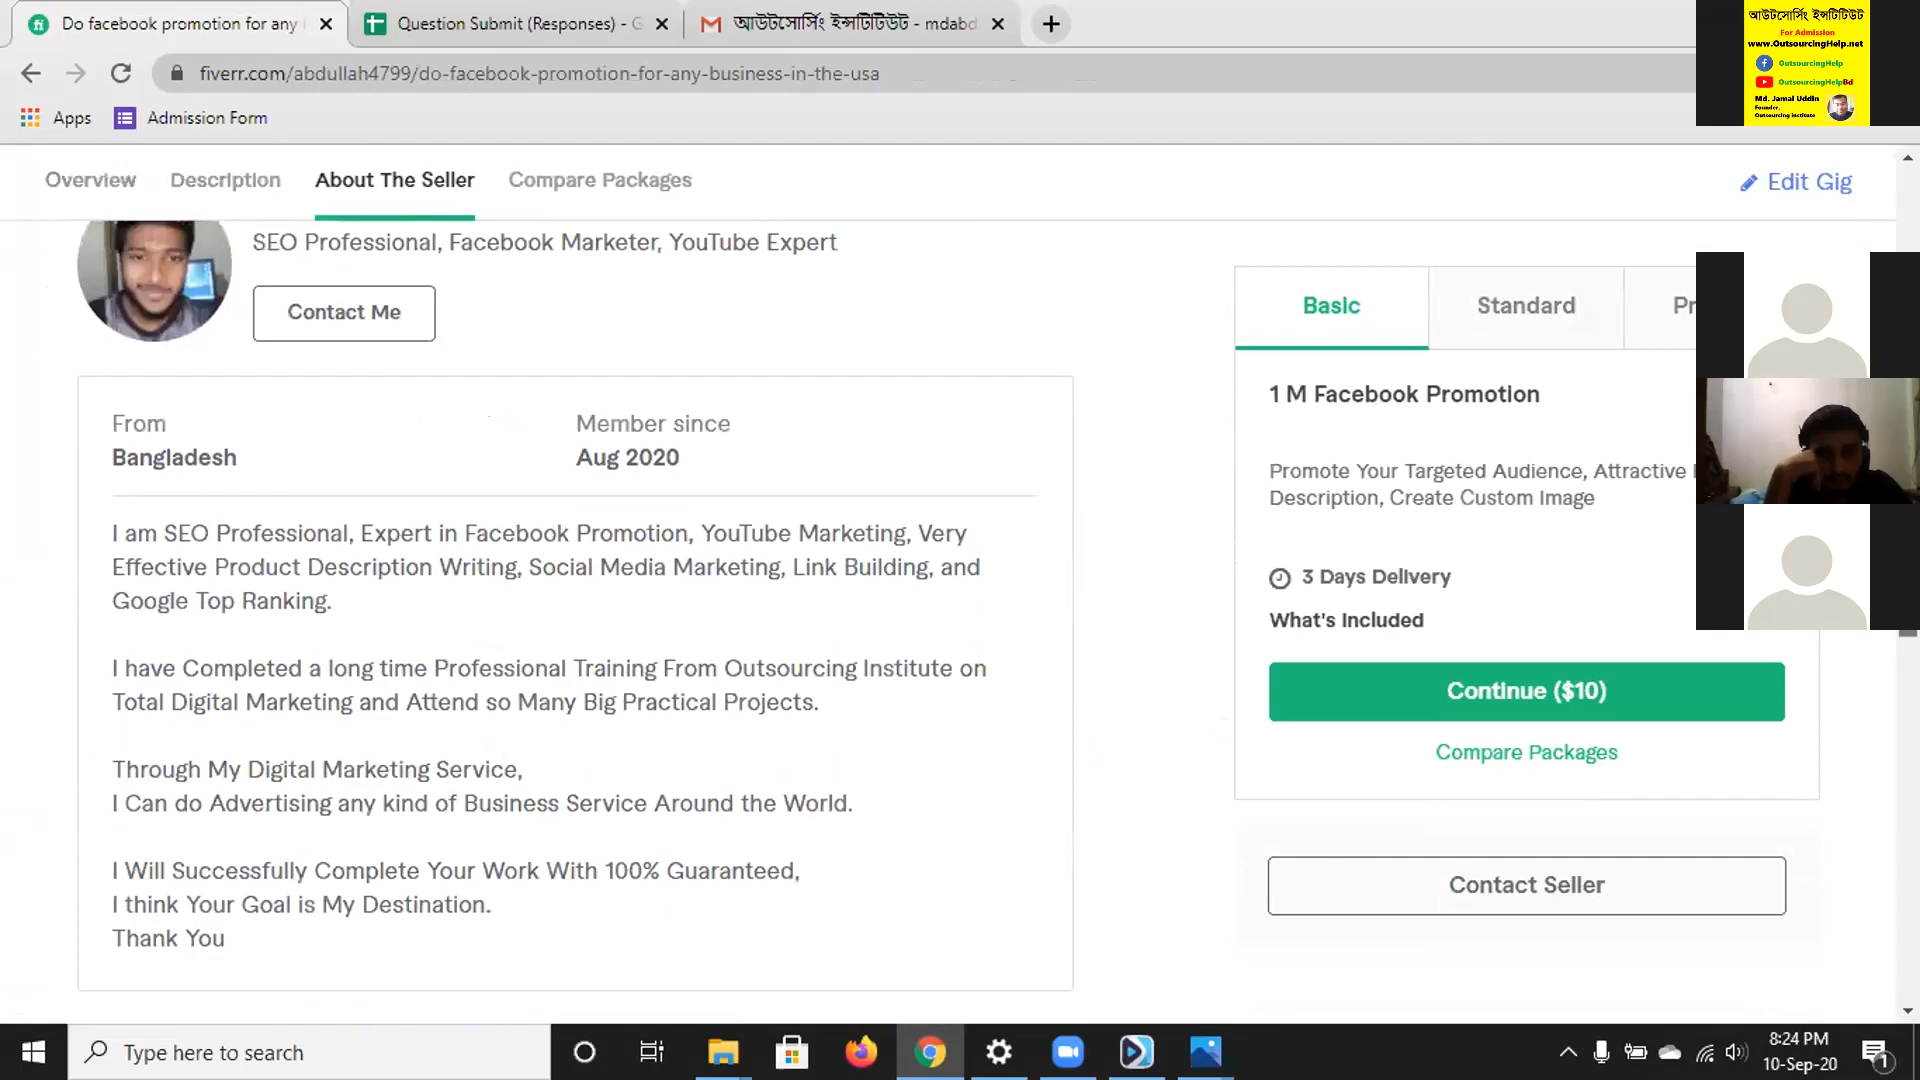 Do facebook promotion for any
Question Submit (Responses) - G
আউটসোর্সিং ইন্সটিটিউট - mdabd
fiverr.com/abdullah4799/do-facebook-promotion-for-any-business-in-the-usa
Apps
Admission Form
আউটসোর্সিং ইন্সটিটিউট
For Admission
www.OutsourcingHelp.net
OutsourcingHelp
OutsourcingHelpBd
Md. Jamal Uddin
Founder,
Outsourcing Institute
Overview
Description
About The Seller
Compare Packages
Edit Gig
SEO Professional, Facebook Marketer, YouTube Expert
Contact Me
From
Bangladesh
Member since
Aug 2020
I am SEO Professional, Expert in Facebook Promotion, YouTube Marketing, Very
Effective Product Description Writing, Social Media Marketing, Link Building, and
Google Top Ranking.
I have Completed a long time Professional Training From Outsourcing Institute on
Total Digital Marketing and Attend so Many Big Practical Projects.
Through My Digital Marketing Service,
I Can do Advertising any kind of Business Service Around the World.
I Will Successfully Complete Your Work With 100% Guaranteed,
I think Your Goal is My Destination.
Thank You
Basic
Standard
Pr
1 M Facebook Promotion
Promote Your Targeted Audience, Attractive
Description, Create Custom Image
3 Days Delivery
What's Included
Continue ($10)
Compare Packages
Contact Seller
Type here to search
8:24 PM
10-Sep-20
1